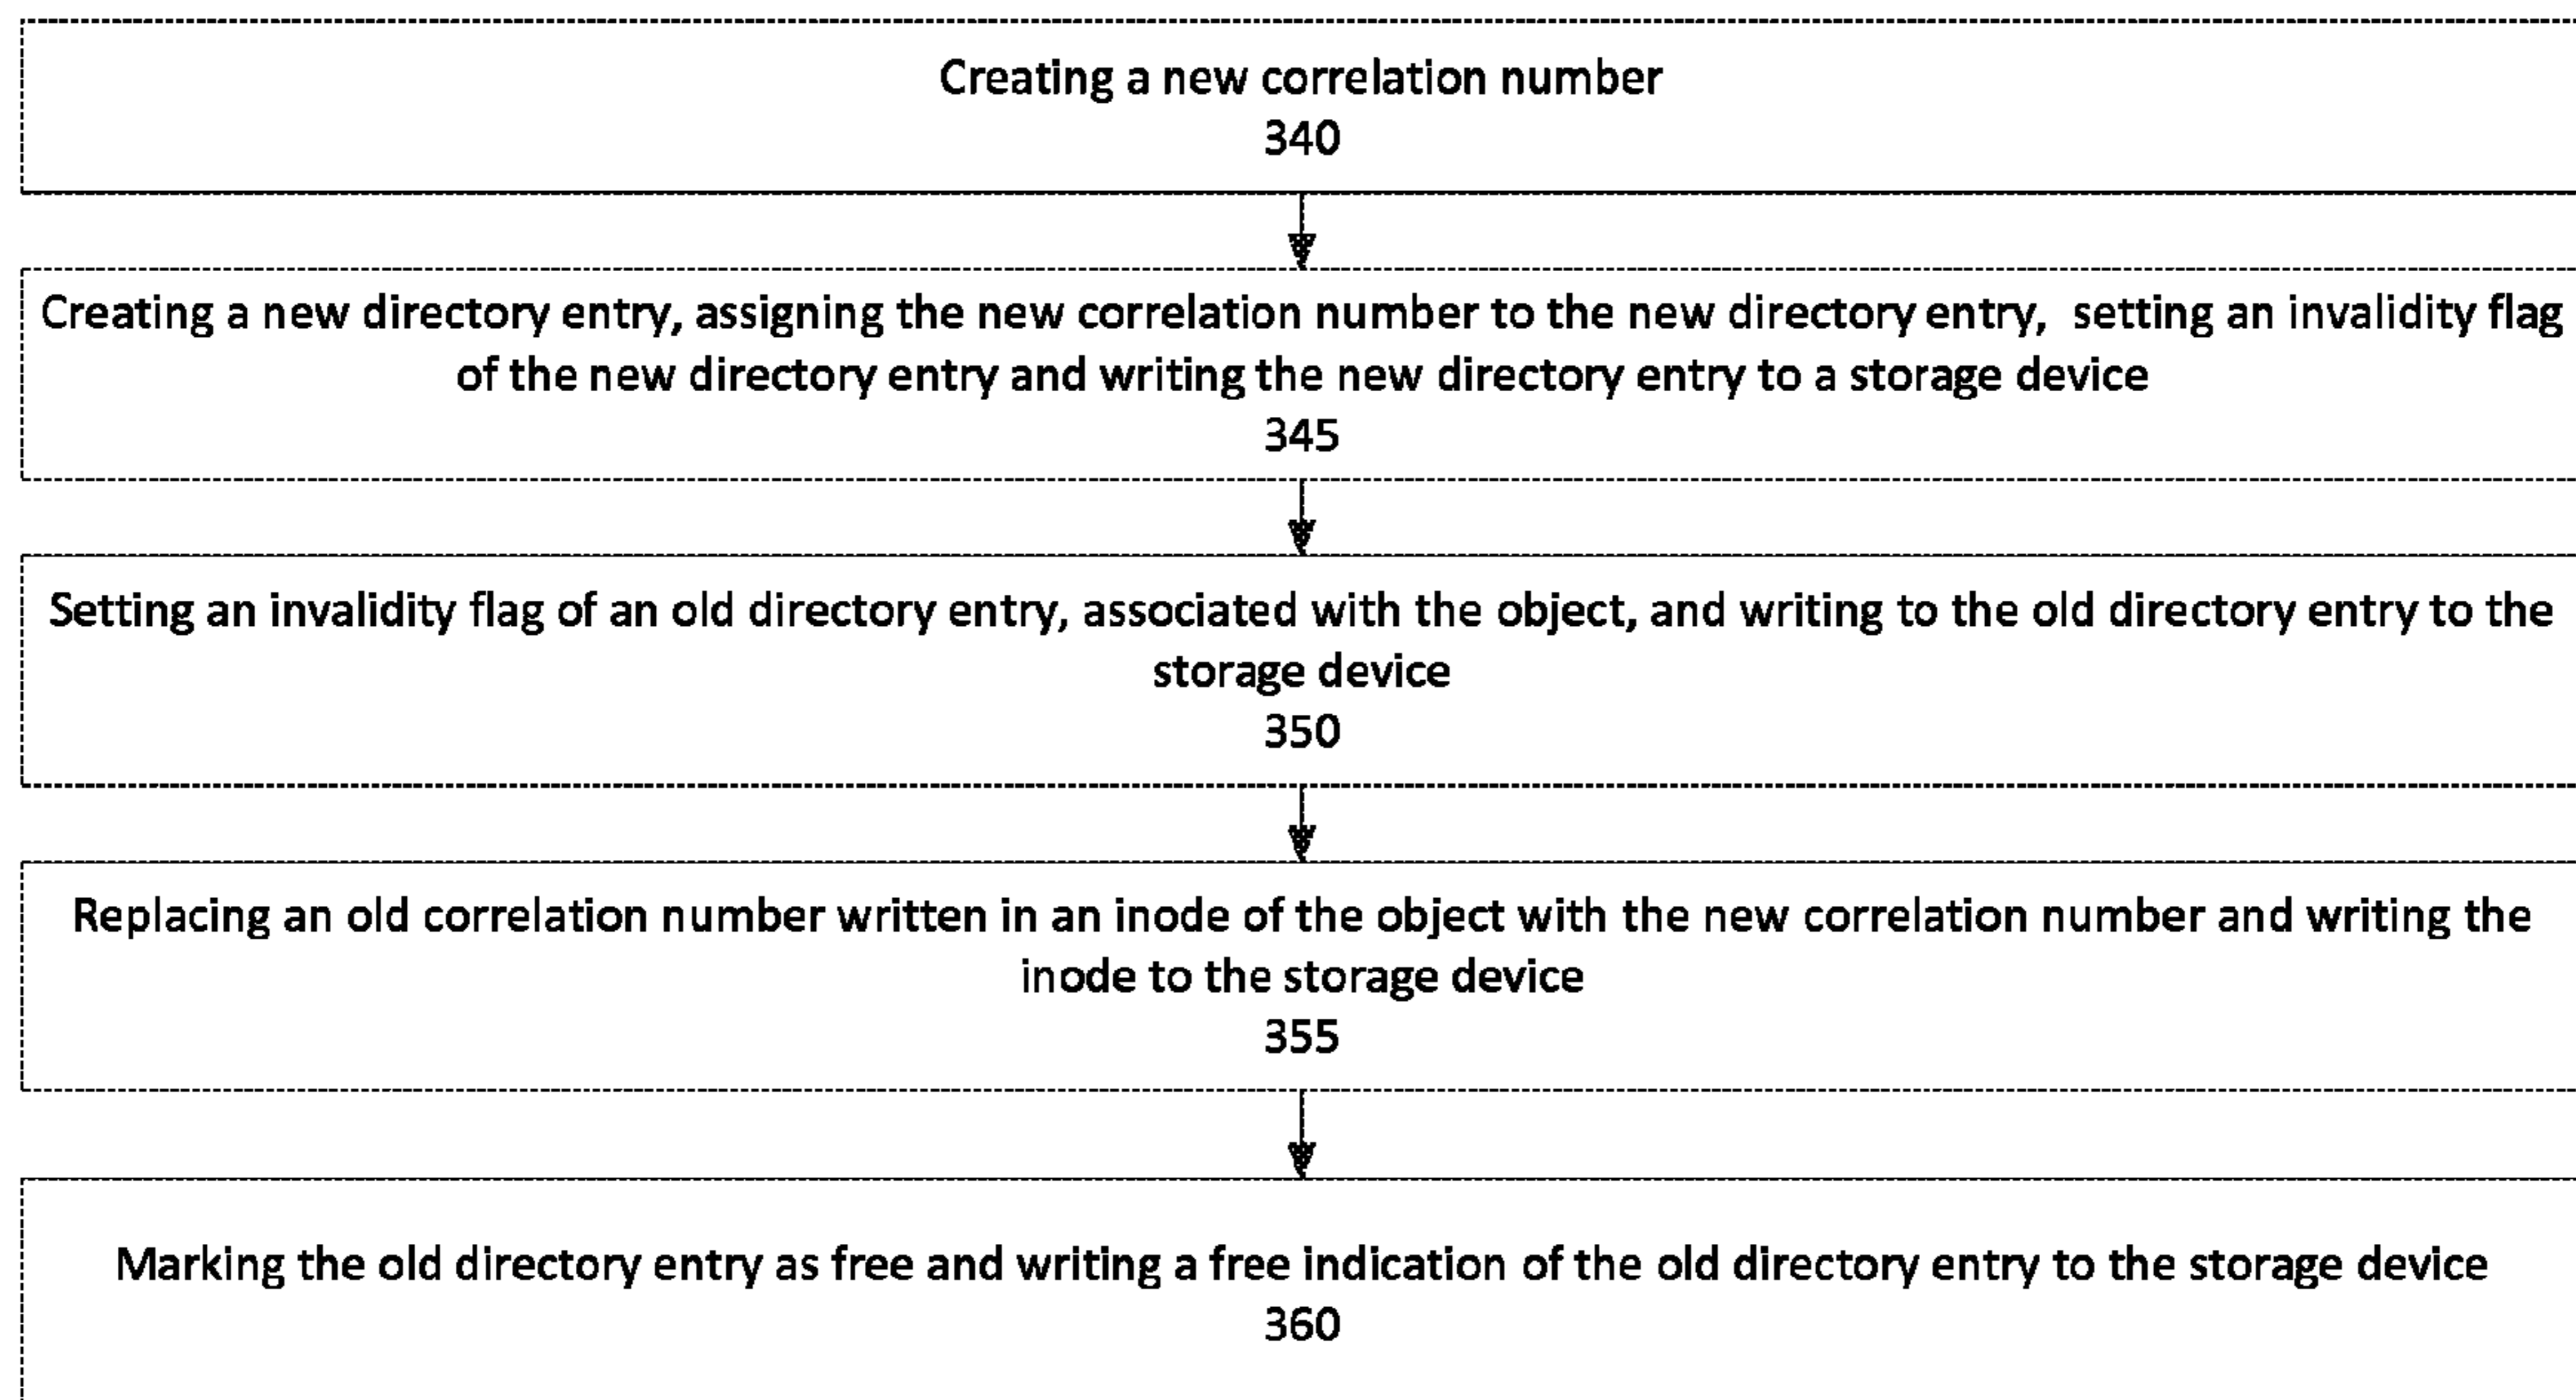 Creating a new correlation number
340
Creating a new directory entry, assigning the new correlation number to the new directory entry,  setting an invalidity flag
of the new directory entry and writing the new directory entry to a storage device
345
Setting an invalidity flag of an old directory entry, associated with the object, and writing to the old directory entry to the
storage device
350
Replacing an old correlation number written in an inode of the object with the new correlation number and writing the
inode to the storage device
355
Marking the old directory entry as free and writing a free indication of the old directory entry to the storage device
360